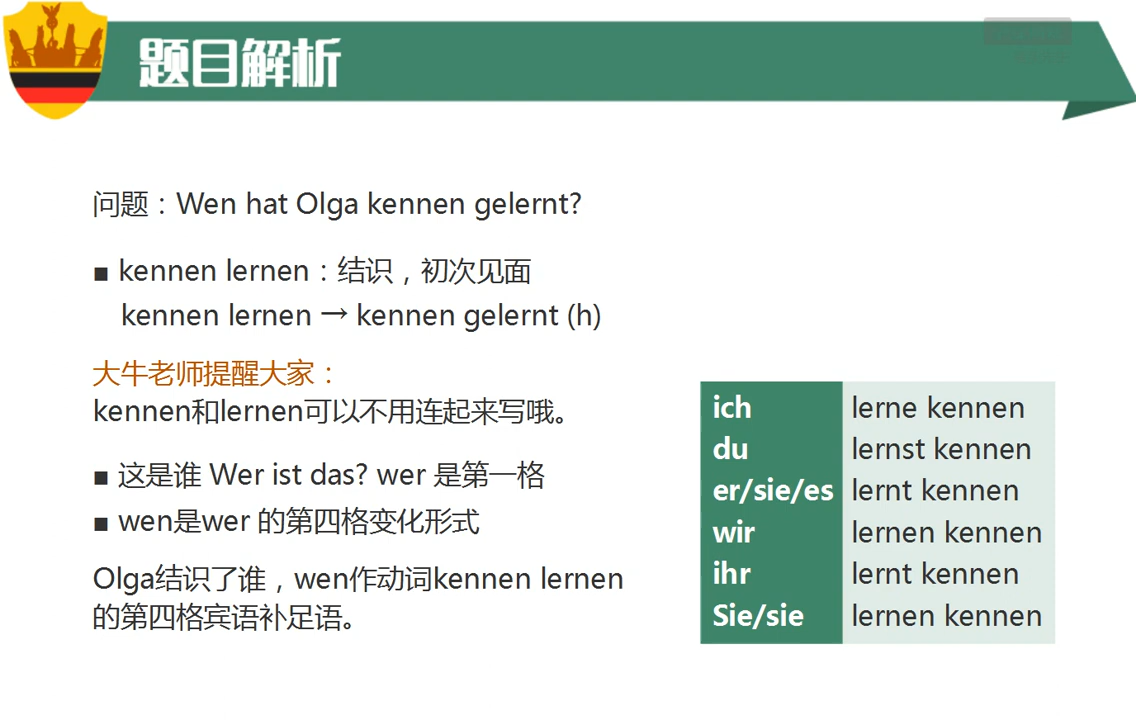 题目解析
问题：Wen hat Olga kennen gelernt?
■ kennen lernen：结识，初次见面
kennen lernen → kennen gelernt (h)
大牛老师提醒大家：
kennen和lernen可以不用连起来写哦。
■ 这是谁 Wer ist das? wer 是第一格
■ wen是wer 的第四格变化形式
Olga结识了谁，wen作动词kennen lernen
的第四格宾语补足语。
ich lerne kennen
du lernst kennen
er/sie/es lernt kennen
wir lernen kennen
ihr lernt kennen
Sie/sie lernen kennen